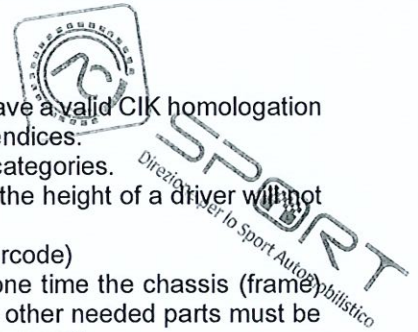 ave a valid CIK homologation
endices.
categories.
the height of a driver will not
rcode)
one time the chassis (frame)
other needed parts must be
ACI
SPORT
Direzione per lo Sport Automobilistico